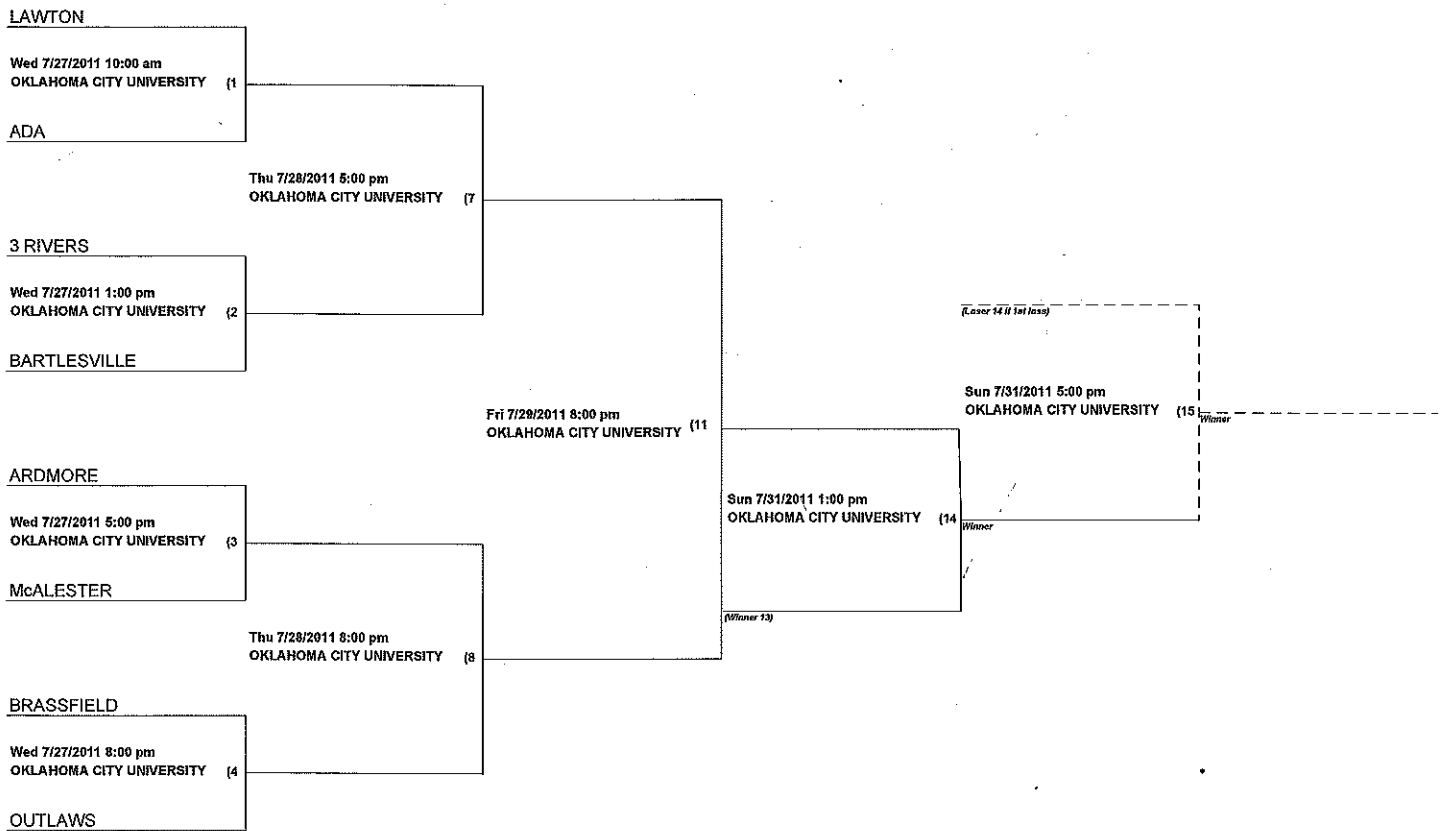 LAWTON
Wed 7/27/2011 10:00 am
OKLAHOMA CITY UNIVERSITY (1
ADA
Thu 7/28/2011 5:00 pm
OKLAHOMA CITY UNIVERSITY (7
3 RIVERS
Wed 7/27/2011 1:00 pm
OKLAHOMA CITY UNIVERSITY (2
BARTLESVILLE
(Loser 14 if 1st loss)
Sun 7/31/2011 5:00 pm
OKLAHOMA CITY UNIVERSITY (15
Winner
Fri 7/29/2011 8:00 pm
OKLAHOMA CITY UNIVERSITY (11
ARDMORE
Wed 7/27/2011 5:00 pm
OKLAHOMA CITY UNIVERSITY (3
McALESTER
Sun 7/31/2011 1:00 pm
OKLAHOMA CITY UNIVERSITY (14
Winner
(Winner 13)
Thu 7/28/2011 8:00 pm
OKLAHOMA CITY UNIVERSITY (8
BRASSFIELD
Wed 7/27/2011 8:00 pm
OKLAHOMA CITY UNIVERSITY (4
OUTLAWS